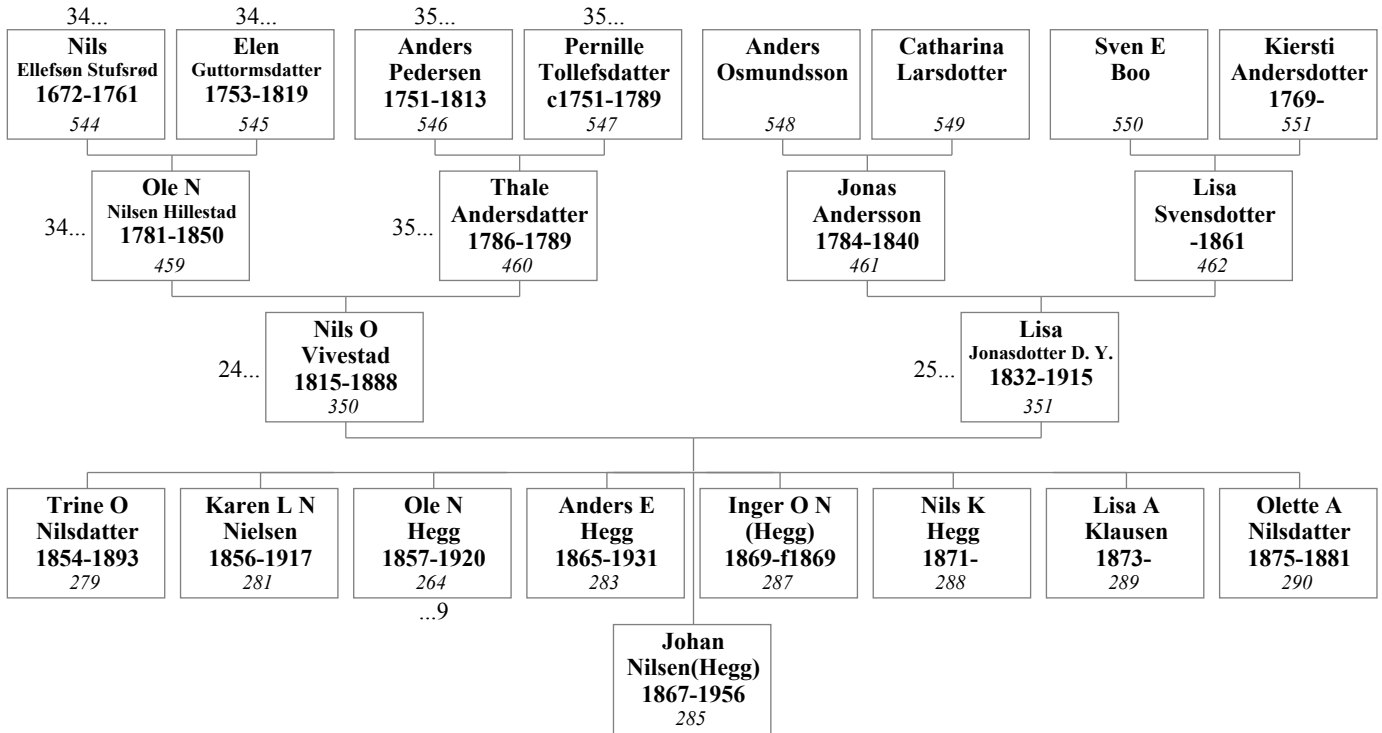 34...
34...
35...
35...
Nils
Ellefsøn Stufsrød
1672-1761
544
Elen
Guttormsdatter
1753-1819
545
Anders
Pedersen
1751-1813
546
Pernille
Tollefsdatter
c1751-1789
547
Anders
Osmundsson
548
Catharina
Larsdotter
549
Sven E
Boo
550
Kiersti
Andersdotter
1769-
551
34...
Ole N
Nilsen Hillestad
1781-1850
459
35...
Thale
Andersdatter
1786-1789
460
Jonas
Andersson
1784-1840
461
Lisa
Svensdotter
-1861
462
24...
Nils O
Vivestad
1815-1888
350
25...
Lisa
Jonasdotter D. Y.
1832-1915
351
Trine O
Nilsdatter
1854-1893
279
Karen L N
Nielsen
1856-1917
281
Ole N
Hegg
1857-1920
264
...9
Anders E
Hegg
1865-1931
283
Inger O N
(Hegg)
1869-f1869
287
Nils K
Hegg
1871-
288
Lisa A
Klausen
1873-
289
Olette A
Nilsdatter
1875-1881
290
Johan
Nilsen(Hegg)
1867-1956
285